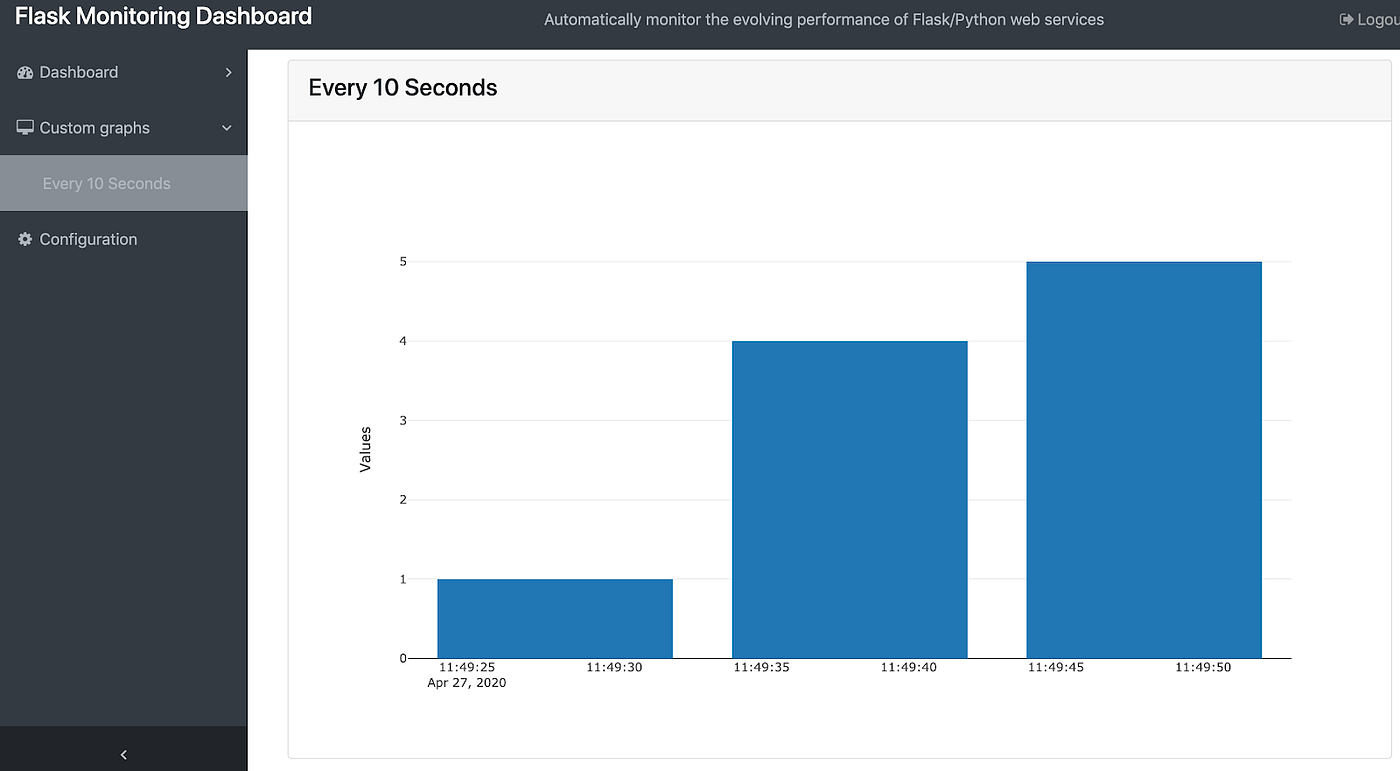 Flask Monitoring Dashboard
Automatically monitor the evolving performance of Flask/Python web services
Logou
Dashboard
Custom graphs
Every 10 Seconds
Configuration
Every 10 Seconds
Values
5
4
3
2
1
0
11:49:25 11:49:30 11:49:35 11:49:40 11:49:45 11:49:50
Apr 27, 2020